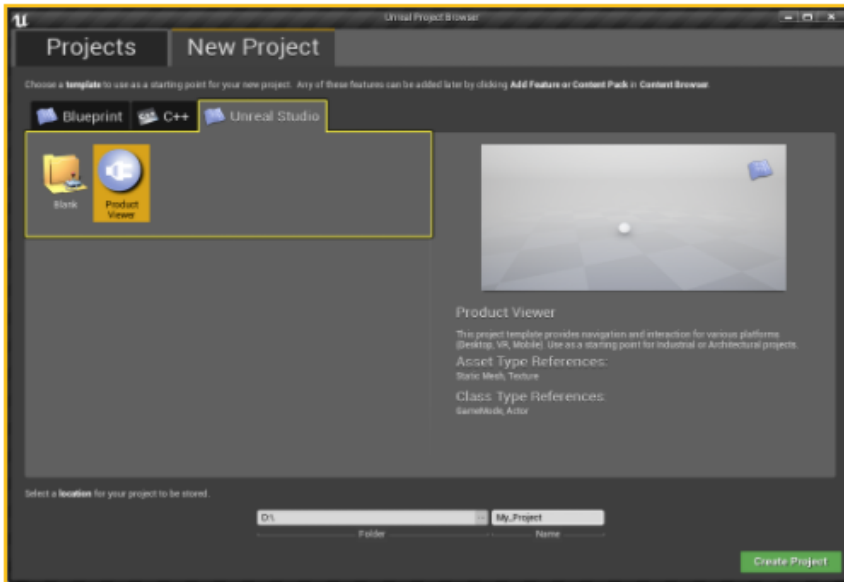 Unreal Project Browser
Projects
New Project
Choose a template to use as a starting point for your new project. Any of these features can be added later by clicking Add Feature or Content Pack in Content Browser.
Blueprint
C++
Unreal Studio
Blank
Product
Viewer
Product Viewer
This project template provides navigation and interaction for various platforms
(Desktop, VR, Mobile). Use as a starting point for Industrial or Architectural projects.
Asset Type References:
Static Mesh, Texture
Class Type References:
GameMode, Actor
Select a location for your project to be stored.
D:\
...
My_Project
Folder
Name
Create Project